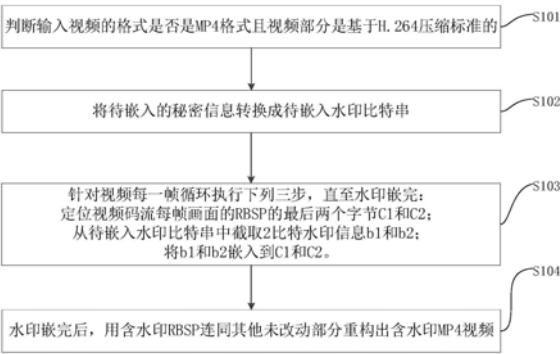 判断输入视频的格式是否是MP4格式且视频部分是基于H.264压缩标准的
S101
将待嵌入的秘密信息转换成待嵌入水印比特串
S102
针对视频每一帧循环执行下列三步，直至水印嵌完：
定位视频码流每帧画面的RBSP的最后两个字节C1和C2；
从待嵌入水印比特串中截取2比特水印信息b1和b2；
将b1和b2嵌入到C1和C2。
S103
水印嵌完后，用含水印RBSP连同其他未改动部分重构出含水印MP4视频
S104